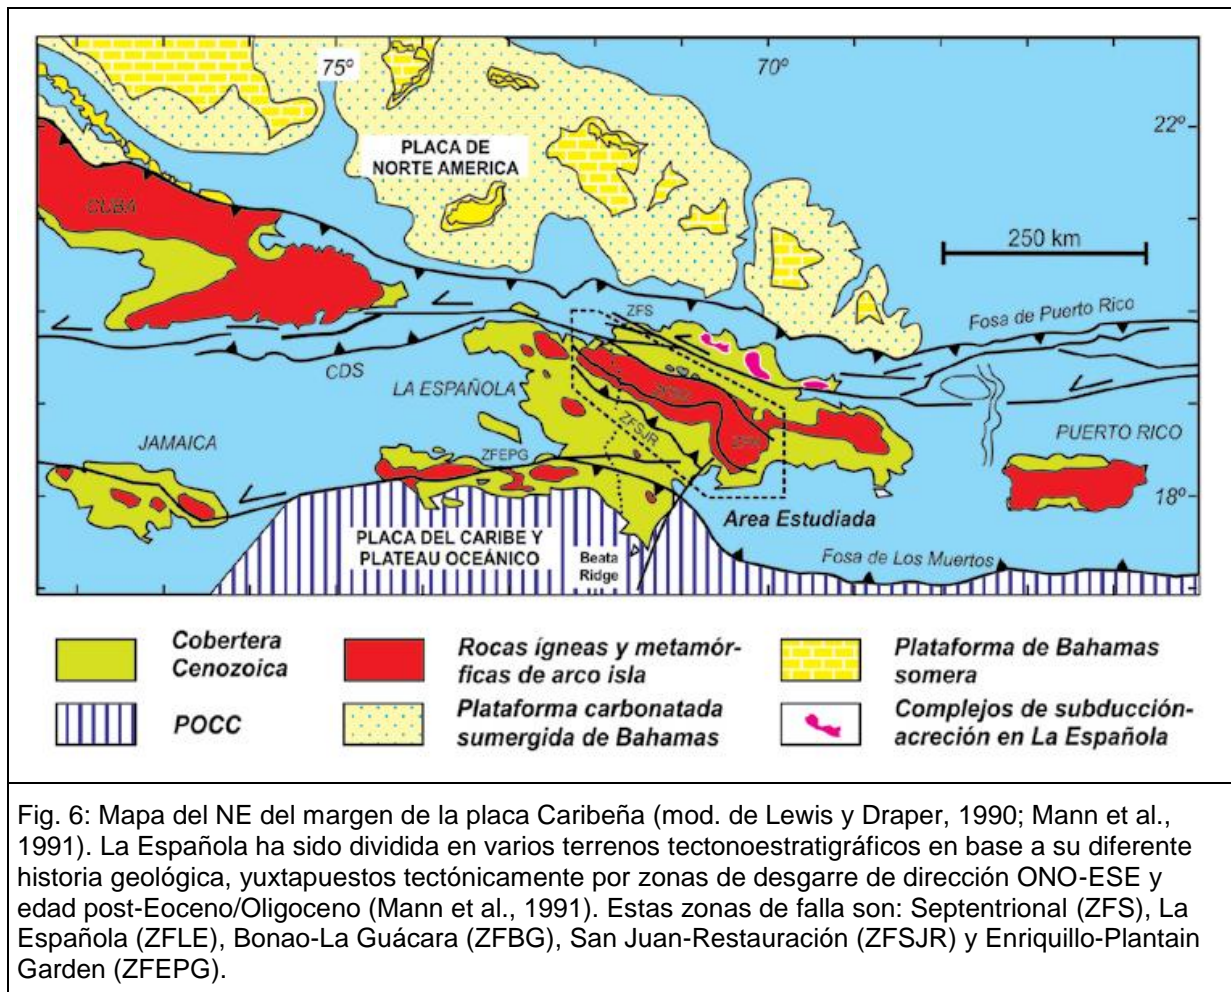 75º
70º
22º
PLACA DE
NORTE AMERICA
CUBA
250 km
ZFS
Fosa de Puerto Rico
CDS
LA ESPAÑOLA
ZFSJR
JAMAICA
ZFEPG
PUERTO RICO
18º
Area Estudiada
PLACA DEL CARIBE Y
PLATEAU OCEÁNICO
Beata
Ridge
Fosa de Los Muertos
Cobertera
Cenozoica
Rocas ígneas y metamór-
ficas de arco isla
Plataforma de Bahamas
somera
POCC
Plataforma carbonatada
sumergida de Bahamas
Complejos de subducción-
acreción en La Española
Fig. 6: Mapa del NE del margen de la placa Caribeña (mod. de Lewis y Draper, 1990; Mann et al.,
1991). La Española ha sido dividida en varios terrenos tectonoestratigráficos en base a su diferente
historia geológica, yuxtapuestos tectónicamente por zonas de desgarre de dirección ONO-ESE y
edad post-Eoceno/Oligoceno (Mann et al., 1991). Estas zonas de falla son: Septentrional (ZFS), La
Española (ZFLE), Bonao-La Guácara (ZFBG), San Juan-Restauración (ZFSJR) y Enriquillo-Plantain
Garden (ZFEPG).